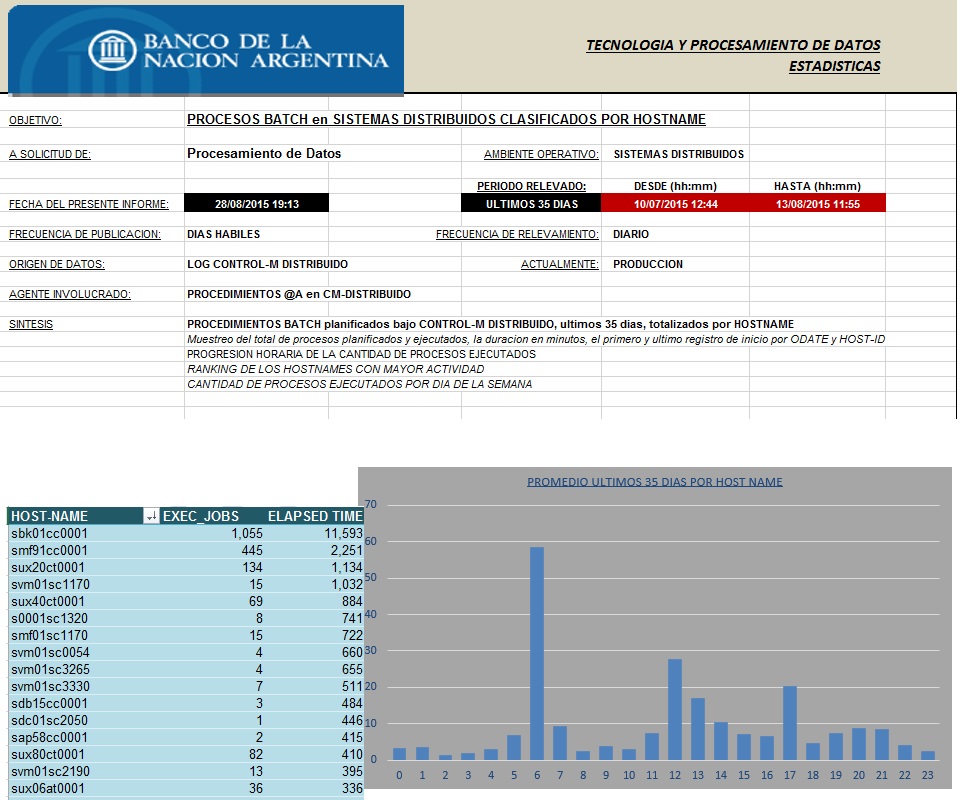 BANCO DE LA
NACION ARGENTINA
TECNOLOGIA Y PROCESAMIENTO DE DATOS
ESTADISTICAS
OBJETIVO: PROCESOS BATCH en SISTEMAS DISTRIBUIDOS CLASIFICADOS POR HOSTNAME
A SOLICITUD DE: Procesamiento de Datos AMBIENTE OPERATIVO: SISTEMAS DISTRIBUIDOS
PERIODO RELEVADO: DESDE (hh:mm) HASTA (hh:mm)
FECHA DEL PRESENTE INFORME: 28/08/2015 19:13 ULTIMOS 35 DIAS 10/07/2015 12:44 13/08/2015 11:55
FRECUENCIA DE PUBLICACION: DIAS HABILES FRECUENCIA DE RELEVAMIENTO: DIARIO
ORIGEN DE DATOS: LOG CONTROL-M DISTRIBUIDO ACTUALMENTE: PRODUCCION
AGENTE INVOLUCRADO: PROCEDIMIENTOS @A en CM-DISTRIBUIDO
SINTESIS PROCEDIMIENTOS BATCH planificados bajo CONTROL-M DISTRIBUIDO, ultimos 35 dias, totalizados por HOSTNAME
Muestreo del total de procesos planificados y ejecutados, la duracion en minutos, el primero y ultimo registro de inicio por ODATE y HOST-ID
PROGRESION HORARIA DE LA CANTIDAD DE PROCESOS EJECUTADOS
RANKING DE LOS HOSTNAMES CON MAYOR ACTIVIDAD
CANTIDAD DE PROCESOS EJECUTADOS POR DIA DE LA SEMANA
HOST-NAME EXEC_JOBS ELAPSED TIME
sbk01cc0001 1,055 11,593
smf91cc0001 445 2,251
sux20ct0001 134 1,134
svm01sc1170 15 1,032
sux40ct0001 69 884
s0001sc1320 8 741
smf01sc1170 15 722
svm01sc0054 4 660
svm01sc3265 4 655
svm01sc3330 7 511
sdb15cc0001 3 484
sdc01sc2050 1 446
sap58cc0001 2 415
sux80ct0001 82 410
svm01sc2190 13 395
sux06at0001 36 336
PROMEDIO ULTIMOS 35 DIAS POR HOST NAME
70
60
50
40
30
20
10
0
0 1 2 3 4 5 6 7 8 9 10 11 12 13 14 15 16 17 18 19 20 21 22 23